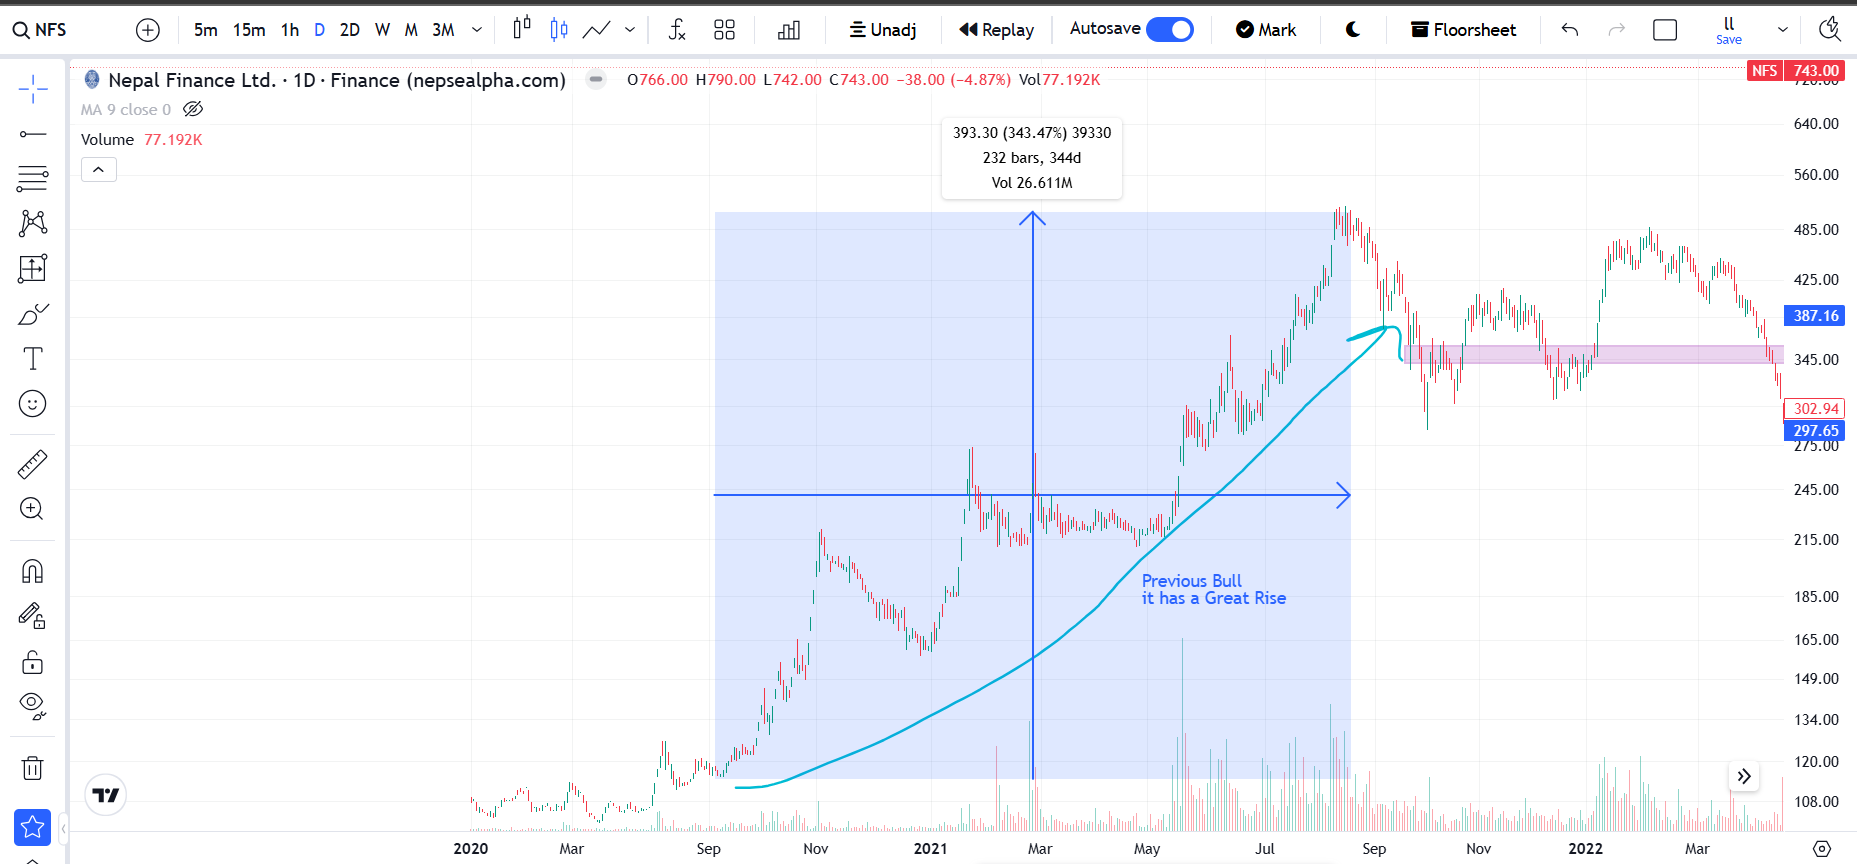 NFS 5m 15m 1h D 2D W M 3M Unadj Replay Autosave Mark Floorsheet ll Save
Nepal Finance Ltd. · 1D · Finance (nepsealpha.com) O766.00 H790.00 L742.00 C743.00 −38.00 (−4.87%) Vol77.192K
NFS 743.00
720.00
MA 9 close 0
Volume 77.192K
393.30 (343.47%) 39330
232 bars, 344d
Vol 26.611M
640.00
560.00
485.00
425.00
387.16
345.00
302.94
297.65
275.00
245.00
215.00
Previous Bull
it has a Great Rise
185.00
165.00
149.00
134.00
120.00
108.00
2020 Mar Sep Nov 2021 Mar May Jul Sep Nov 2022 Mar